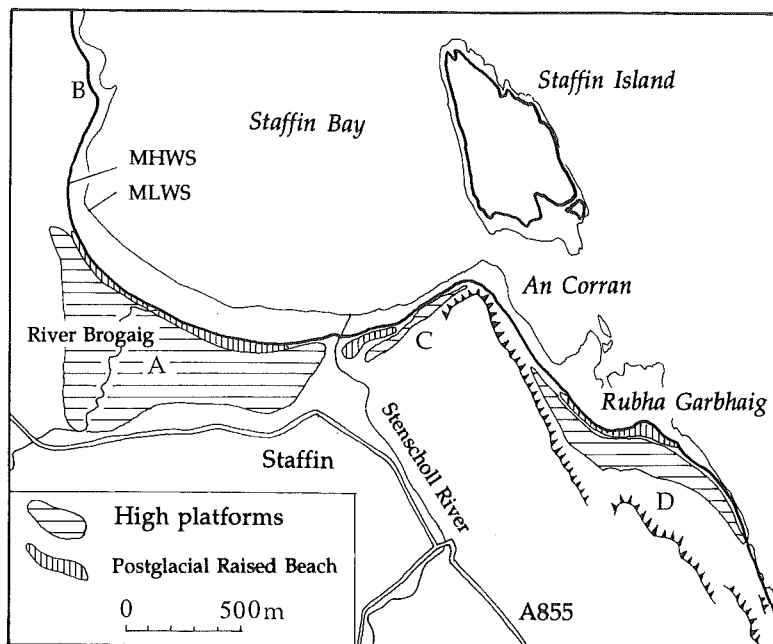 Staffin Island
B
Staffin Bay
MHWS
MLWS
An Corran
River Brogaig
A
C
Rubha Garbhaig
Staffin
Stenscholl River
D
High platforms
Postglacial Raised Beach
0 500m
A855